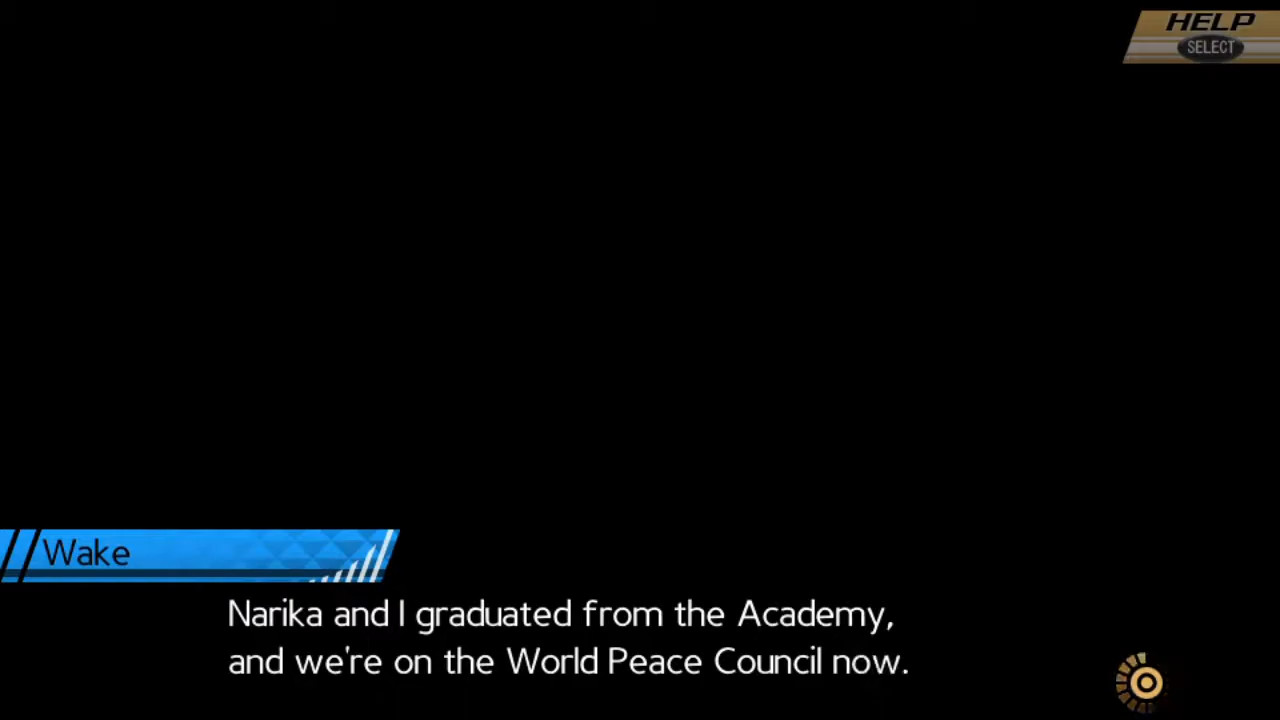 HELP
SELECT
Wake
Narika and I graduated from the Academy,
and we're on the World Peace Council now.